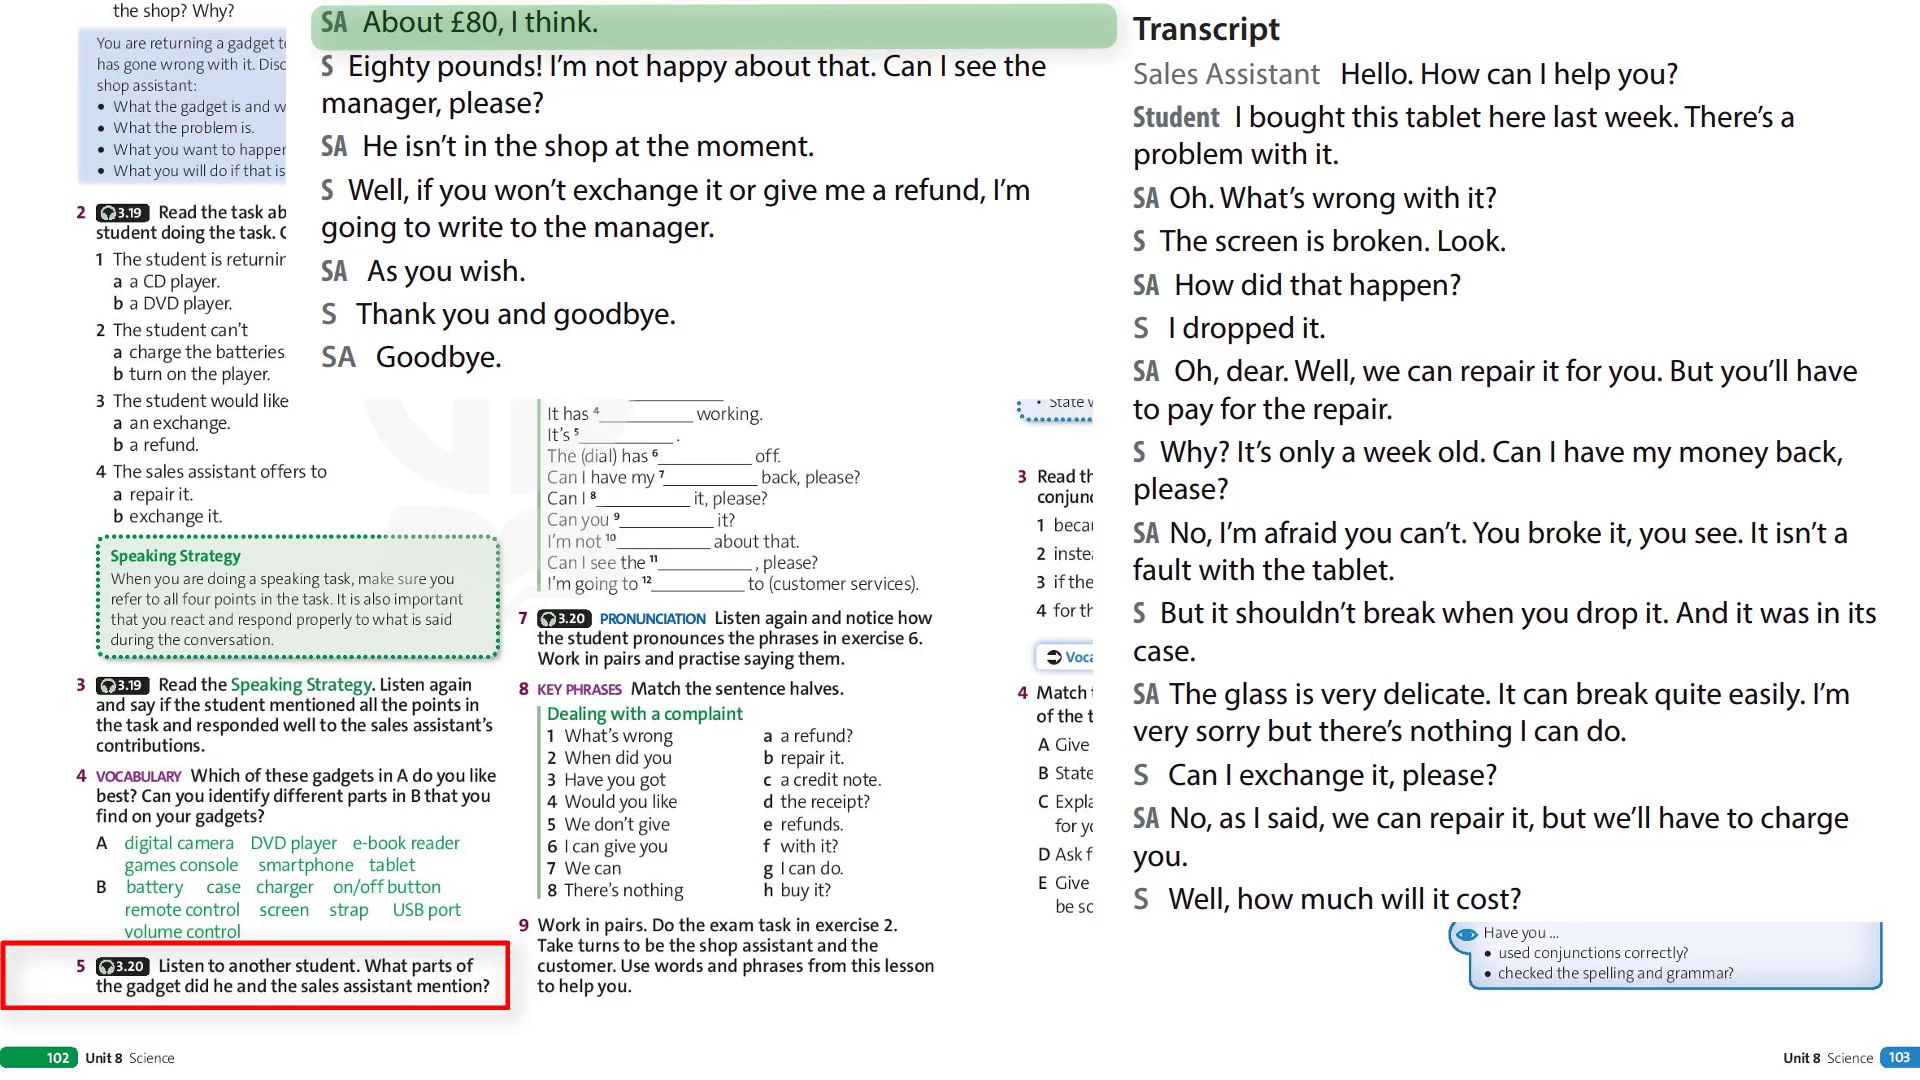 the shop? Why?
You are returning a gadget to
has gone wrong with it. Disc
shop assistant:
• What the gadget is and w
• What the problem is.
• What you want to happen
• What you will do if that is
2 3.19 Read the task ab
student doing the task. C
1 The student is returnin
a a CD player.
b a DVD player.
2 The student can't
a charge the batteries
b turn on the player.
3 The student would like
a an exchange.
b a refund.
4 The sales assistant offers to
a repair it.
b exchange it.
Speaking Strategy
When you are doing a speaking task, make sure you
refer to all four points in the task. It is also important
that you react and respond properly to what is said
during the conversation.
3 3.19 Read the Speaking Strategy. Listen again
and say if the student mentioned all the points in
the task and responded well to the sales assistant's
contributions.
4 VOCABULARY Which of these gadgets in A do you like
best? Can you identify different parts in B that you
find on your gadgets?
A digital camera DVD player e-book reader
games console smartphone tablet
B battery case charger on/off button
remote control screen strap USB port
volume control
5 3.20 Listen to another student. What parts of
the gadget did he and the sales assistant mention?
102 Unit 8 Science
SA About £80, I think.
S Eighty pounds! I'm not happy about that. Can I see the
manager, please?
SA He isn't in the shop at the moment.
S Well, if you won't exchange it or give me a refund, I'm
going to write to the manager.
SA As you wish.
S Thank you and goodbye.
SA Goodbye.
It has 4 __________ working.
It's 5 __________ .
The (dial) has 6 __________ off.
Can I have my 7 __________ back, please?
Can I 8 __________ it, please?
Can you 9 __________ it?
I'm not 10 __________ about that.
Can I see the 11 __________ , please?
I'm going to 12 __________ to (customer services).
7 3.20 PRONUNCIATION Listen again and notice how
the student pronounces the phrases in exercise 6.
Work in pairs and practise saying them.
8 KEY PHRASES Match the sentence halves.
Dealing with a complaint
1 What's wrong a a refund?
2 When did you b repair it.
3 Have you got c a credit note.
4 Would you like d the receipt?
5 We don't give e refunds.
6 I can give you f with it?
7 We can g I can do.
8 There's nothing h buy it?
9 Work in pairs. Do the exam task in exercise 2.
Take turns to be the shop assistant and the
customer. Use words and phrases from this lesson
to help you.
• State w
3 Read th
conjunc
1 becau
2 inste
3 if the
4 for th
Voca
4 Match t
of the t
A Give
B State
C Expla
for yo
D Ask f
E Give
be so
Transcript
Sales Assistant Hello. How can I help you?
Student I bought this tablet here last week. There's a
problem with it.
SA Oh. What's wrong with it?
S The screen is broken. Look.
SA How did that happen?
S I dropped it.
SA Oh, dear. Well, we can repair it for you. But you'll have
to pay for the repair.
S Why? It's only a week old. Can I have my money back,
please?
SA No, I'm afraid you can't. You broke it, you see. It isn't a
fault with the tablet.
S But it shouldn't break when you drop it. And it was in its
case.
SA The glass is very delicate. It can break quite easily. I'm
very sorry but there's nothing I can do.
S Can I exchange it, please?
SA No, as I said, we can repair it, but we'll have to charge
you.
S Well, how much will it cost?
Have you ...
• used conjunctions correctly?
• checked the spelling and grammar?
Unit 8 Science 103